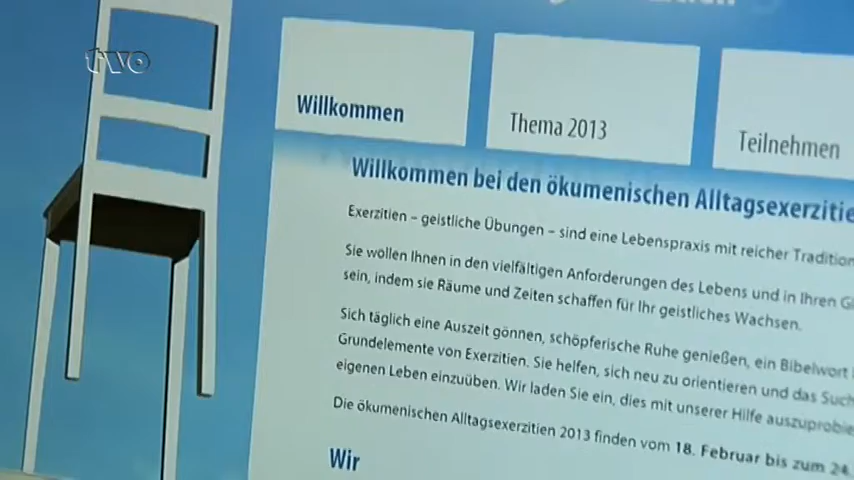 tvo
Willkommen
Thema 2013
Teilnehmen
Willkommen bei den ökumenischen
Exerzitien – geistliche Übungen – sind eine Lebenspraxis mit reicher Tradition
Sie wollen Ihnen in den vielfältigen Anforderungen des Lebens und in Ihren
sein, indem sie Räume und Zeiten schaffen für Ihr geistliches Wachsen.
Sich täglich eine Auszeit gönnen, schöpferische Ruhe genießen, ein Bibelwort
Grundelemente von Exerzitien. Sie helfen, sich neu zu orientieren und das
eigenen Leben einzuüben. Wir laden Sie ein, dies mit unserer Hilfe
Die ökumenischen Alltagsexerzitien 2013 finden vom 18. Februar bis zum 24.
Wir